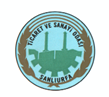 TİCARET VE SANAYİ ODASI
ŞANLIURFA